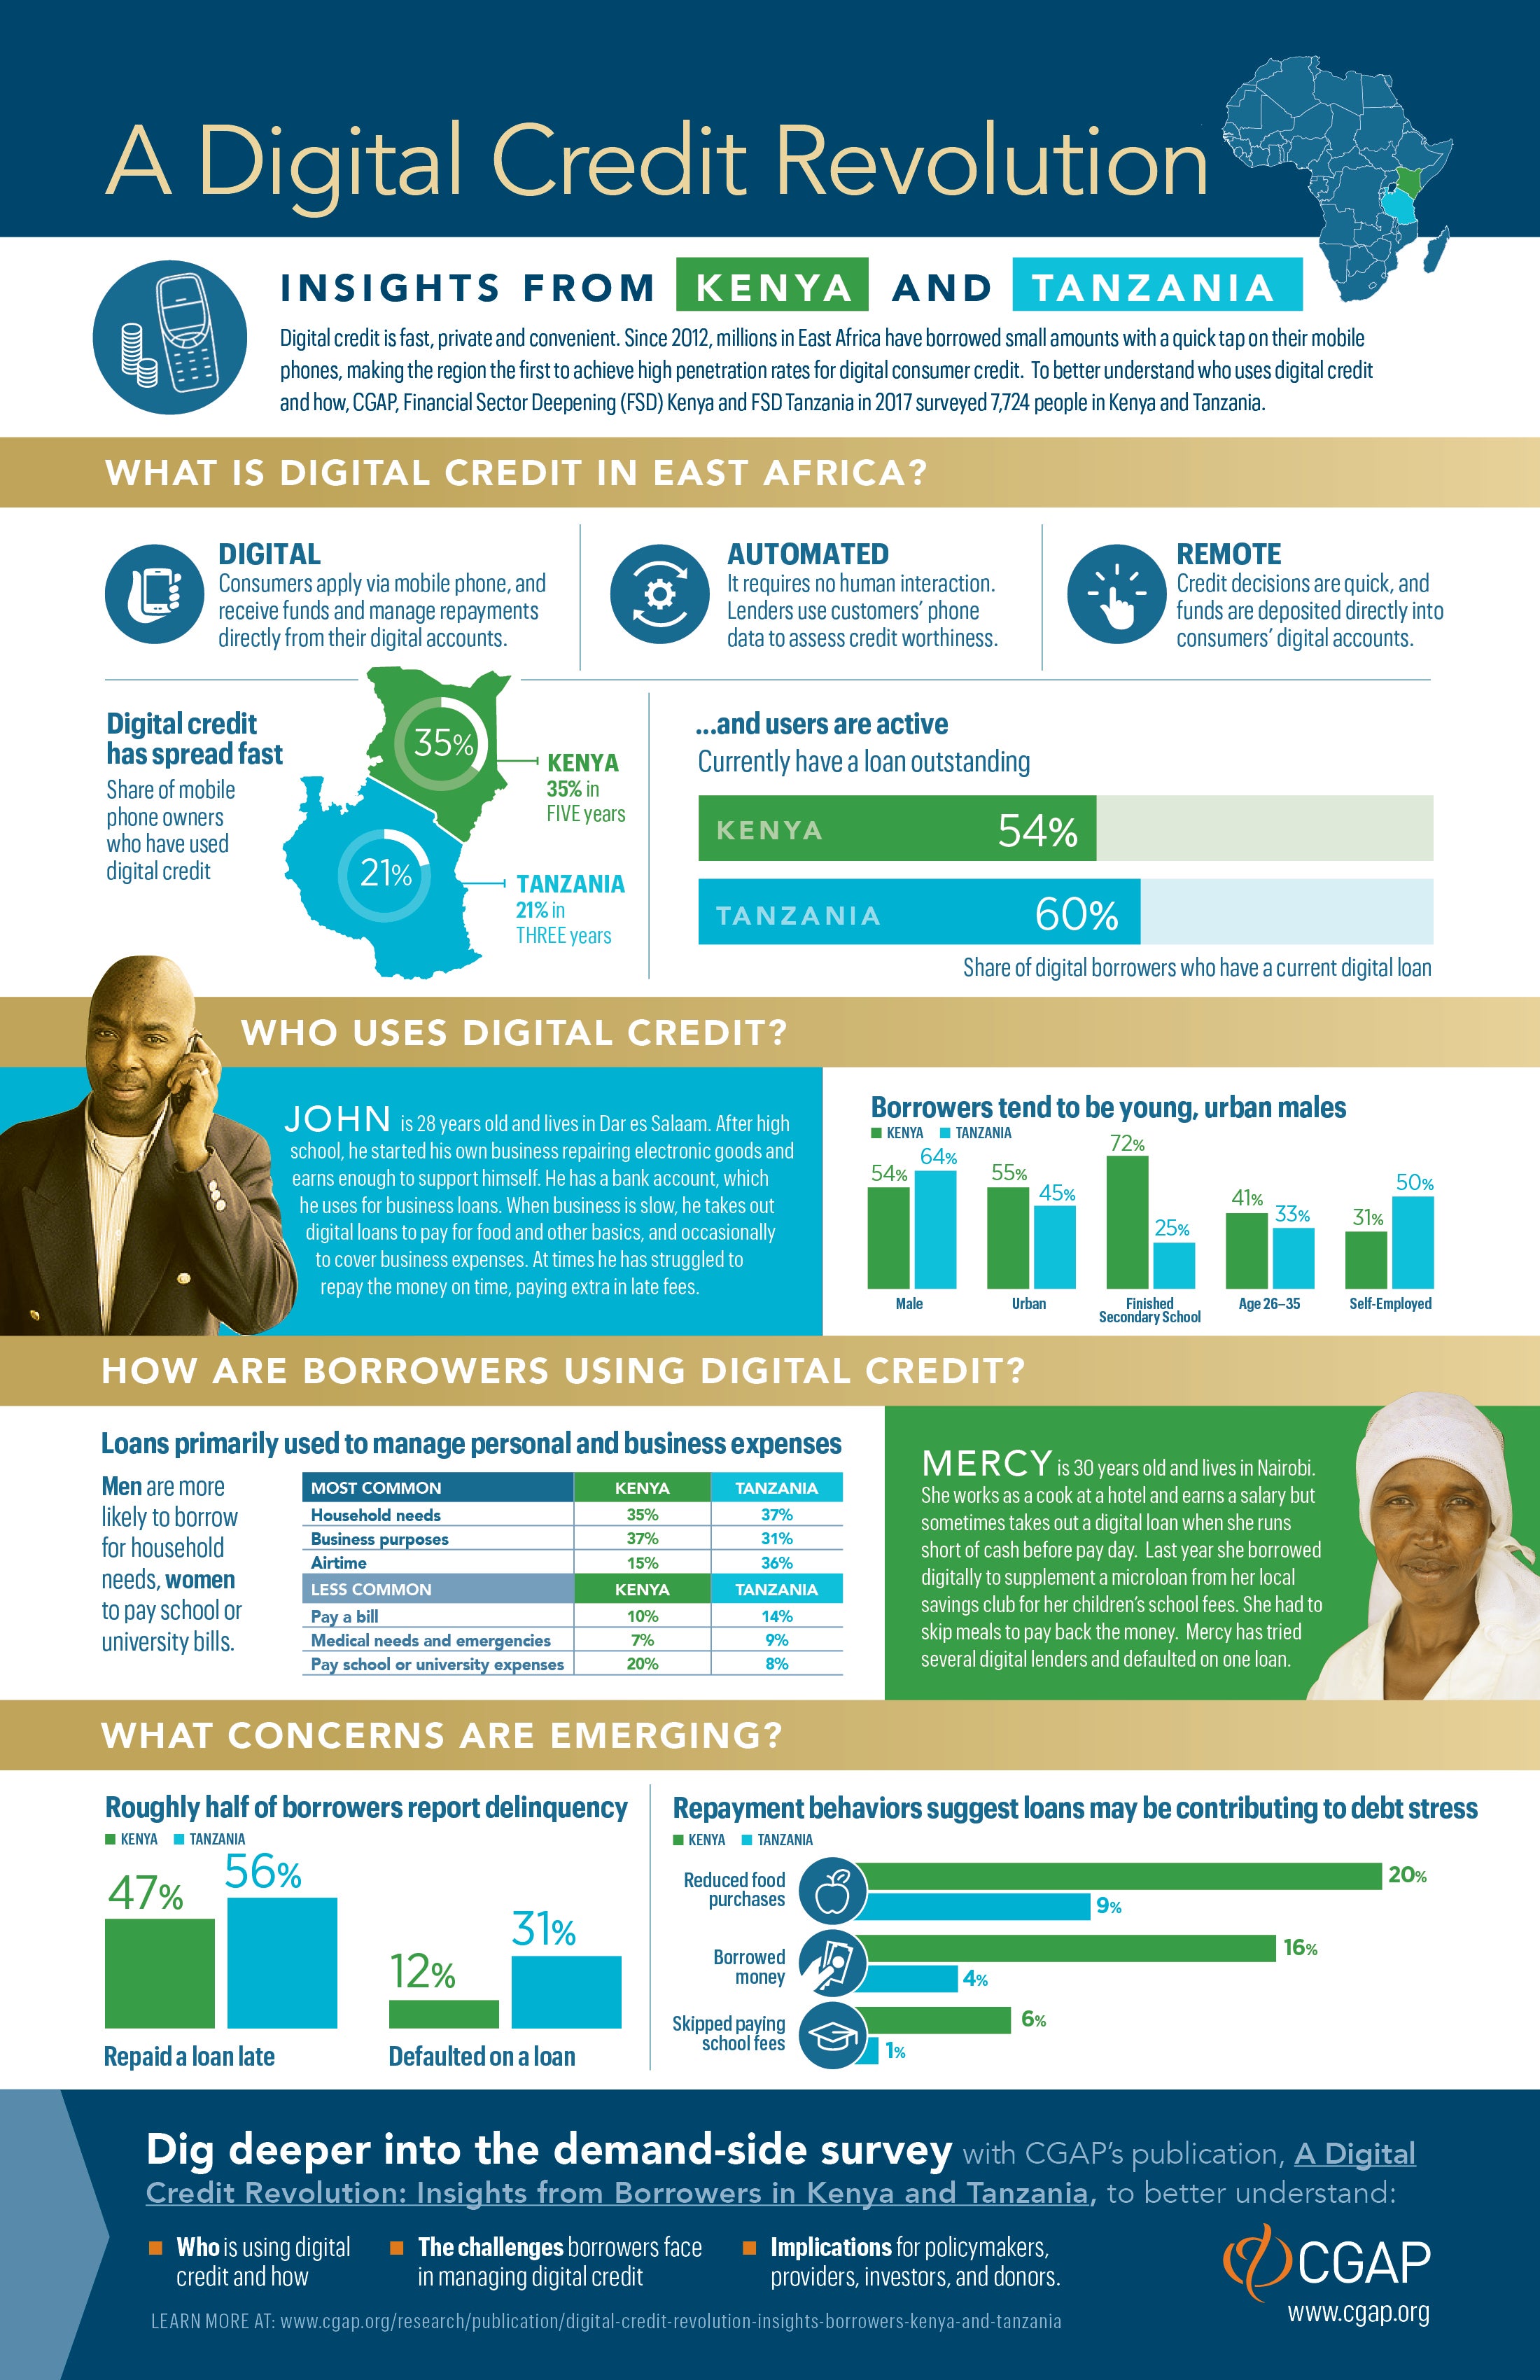 A Digital Credit Revolution
INSIGHTS FROM KENYA AND TANZANIA
Digital credit is fast, private and convenient. Since 2012, millions in East Africa have borrowed small amounts with a quick tap on their mobile
phones, making the region the first to achieve high penetration rates for digital consumer credit. To better understand who uses digital credit
and how, CGAP, Financial Sector Deepening (FSD) Kenya and FSD Tanzania in 2017 surveyed 7,724 people in Kenya and Tanzania.
WHAT IS DIGITAL CREDIT IN EAST AFRICA?
DIGITAL
Consumers apply via mobile phone, and
receive funds and manage repayments
directly from their digital accounts.
AUTOMATED
It requires no human interaction.
Lenders use customers' phone
data to assess credit worthiness.
REMOTE
Credit decisions are quick, and
funds are deposited directly into
consumers' digital accounts.
Digital credit
has spread fast
Share of mobile
phone owners
who have used
digital credit
35%
KENYA
35% in
FIVE years
21%
TANZANIA
21% in
THREE years
...and users are active
Currently have a loan outstanding
KENYA 54%
TANZANIA 60%
Share of digital borrowers who have a current digital loan
WHO USES DIGITAL CREDIT?
JOHN is 28 years old and lives in Dar es Salaam. After high
school, he started his own business repairing electronic goods and
earns enough to support himself. He has a bank account, which
he uses for business loans. When business is slow, he takes out
digital loans to pay for food and other basics, and occasionally
to cover business expenses. At times he has struggled to
repay the money on time, paying extra in late fees.
Borrowers tend to be young, urban males
KENYA TANZANIA
54% 64%
Male
55% 45%
Urban
72% 25%
Finished
Secondary School
41% 33%
Age 26–35
31% 50%
Self-Employed
HOW ARE BORROWERS USING DIGITAL CREDIT?
Loans primarily used to manage personal and business expenses
Men are more
likely to borrow
for household
needs, women
to pay school or
university bills.
MOST COMMON KENYA TANZANIA
Household needs 35% 37%
Business purposes 37% 31%
Airtime 15% 36%
LESS COMMON KENYA TANZANIA
Pay a bill 10% 14%
Medical needs and emergencies 7% 9%
Pay school or university expenses 20% 8%
MERCY is 30 years old and lives in Nairobi.
She works as a cook at a hotel and earns a salary but
sometimes takes out a digital loan when she runs
short of cash before pay day. Last year she borrowed
digitally to supplement a microloan from her local
savings club for her children's school fees. She had to
skip meals to pay back the money. Mercy has tried
several digital lenders and defaulted on one loan.
WHAT CONCERNS ARE EMERGING?
Roughly half of borrowers report delinquency
KENYA TANZANIA
47% 56%
Repaid a loan late
12% 31%
Defaulted on a loan
Repayment behaviors suggest loans may be contributing to debt stress
KENYA TANZANIA
Reduced food
purchases
20%
9%
Borrowed
money
16%
4%
Skipped paying
school fees
6%
1%
Dig deeper into the demand-side survey with CGAP's publication, A Digital
Credit Revolution: Insights from Borrowers in Kenya and Tanzania, to better understand:
Who is using digital
credit and how
The challenges borrowers face
in managing digital credit
Implications for policymakers,
providers, investors, and donors.
LEARN MORE AT: www.cgap.org/research/publication/digital-credit-revolution-insights-borrowers-kenya-and-tanzania
CGAP
www.cgap.org